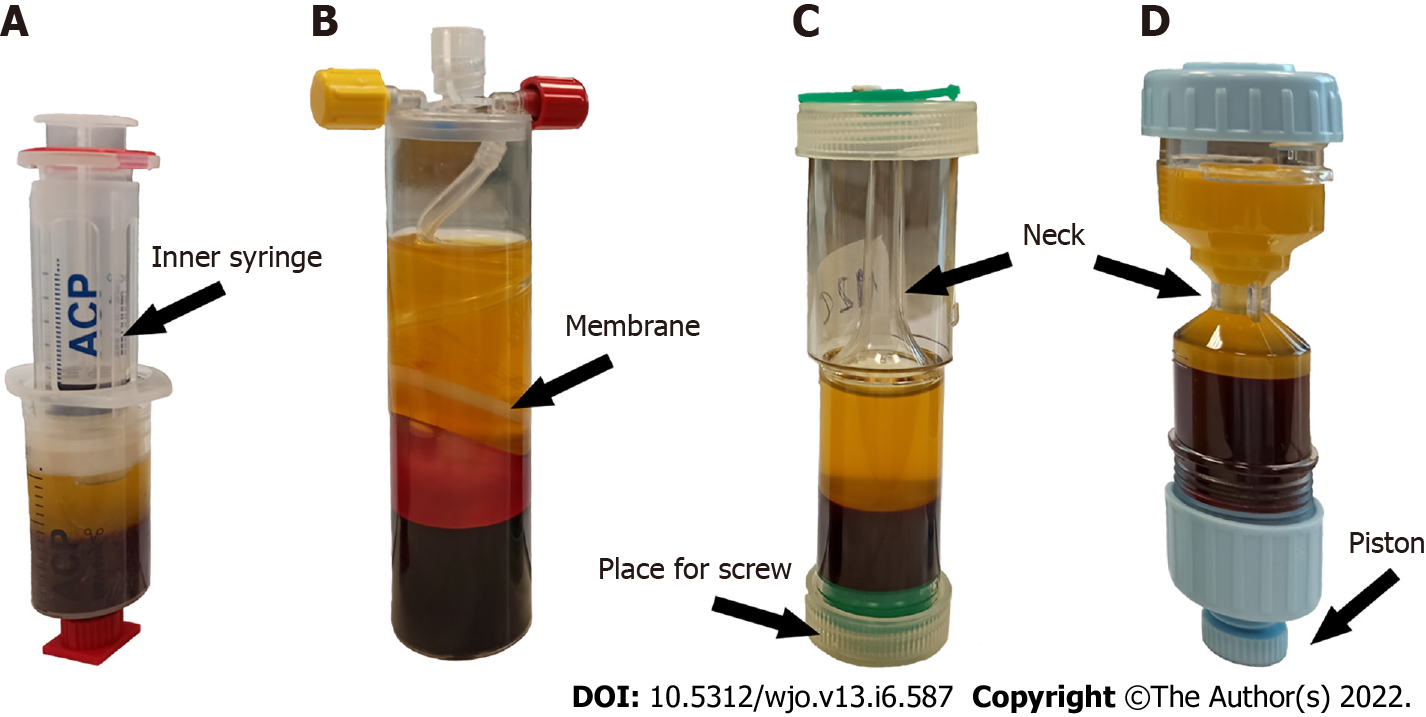 A
B
C
D
Inner syringe
ACP
Membrane
Neck
Place for screw
Piston
ACP
DOI: 10.5312/wjo.v13.i6.587 Copyright ©The Author(s) 2022.